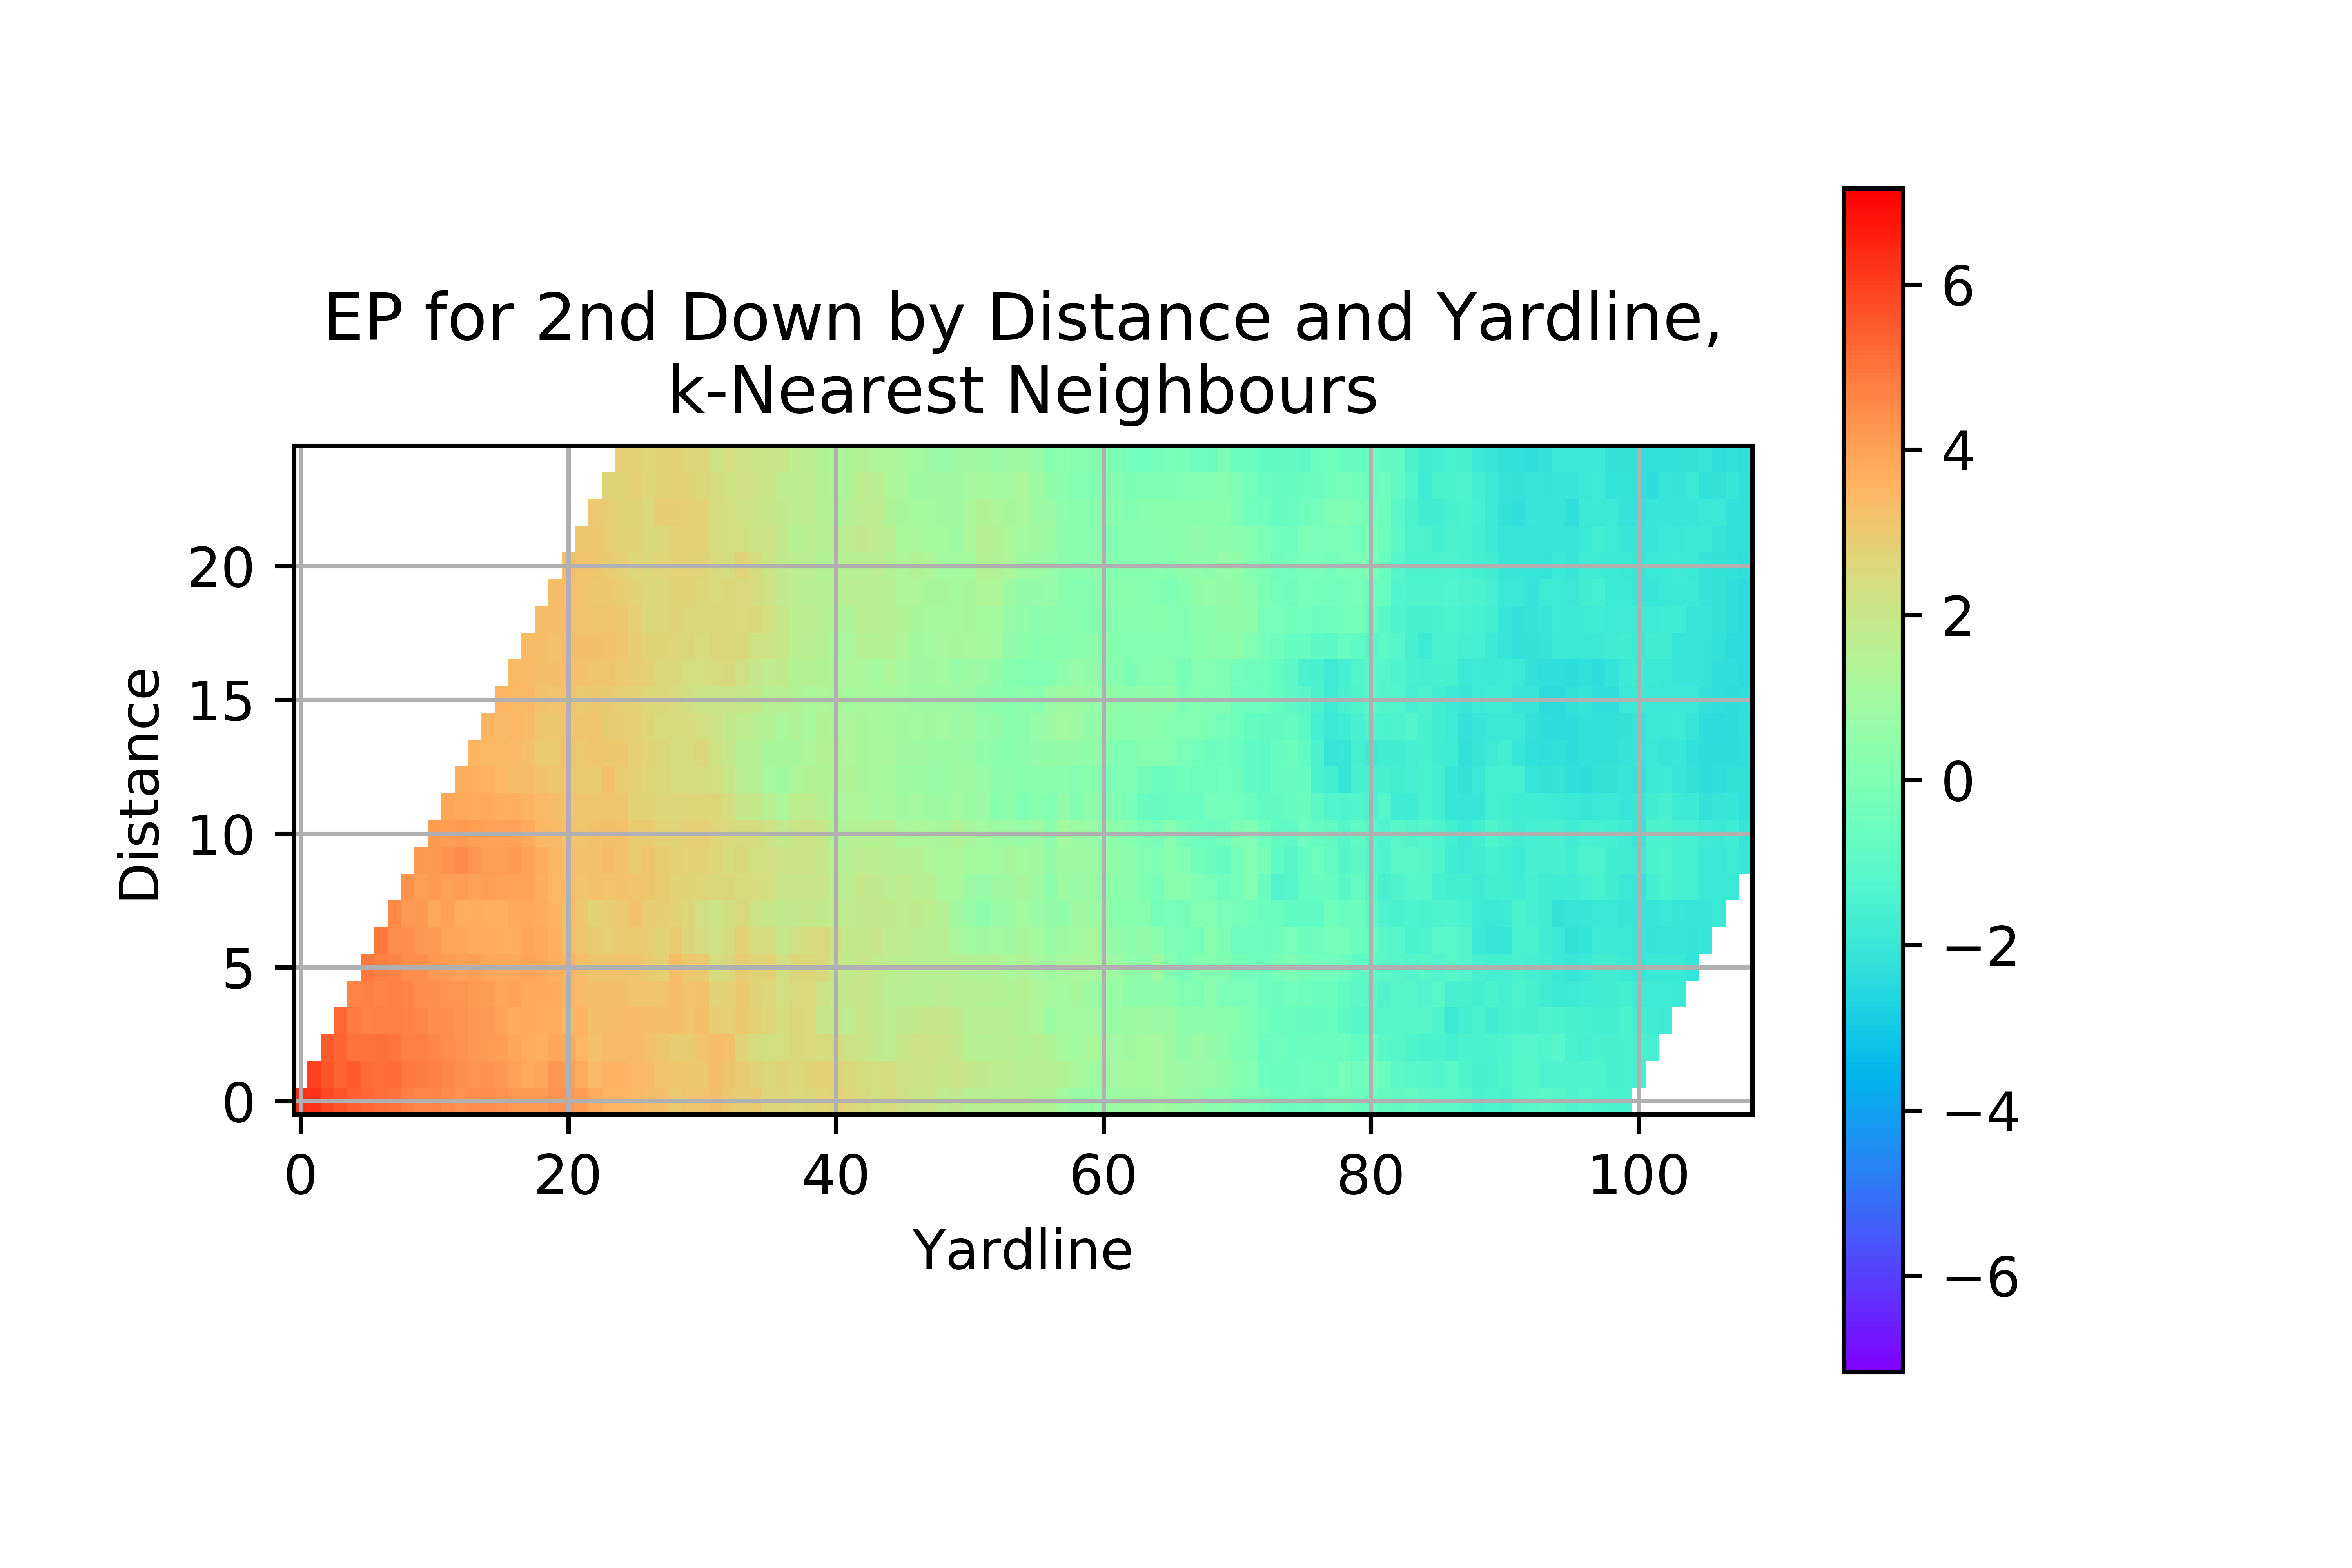 EP for 2nd Down by Distance and Yardline,
k-Nearest Neighbours
Distance
20
15
10
5
0
0 20 40 60 80 100
Yardline
6
4
2
0
−2
−4
−6